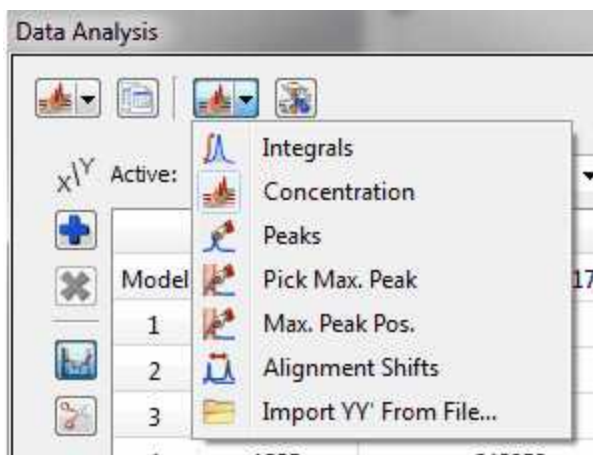 Data Analysis
x|Y Active:
Integrals
Concentration
Peaks
Model
Pick Max. Peak
17
1
Max. Peak Pos.
2
Alignment Shifts
3
Import YY' From File...